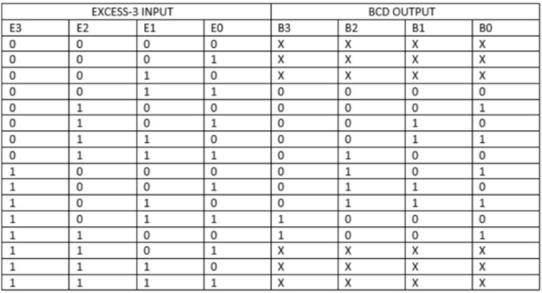 EXCESS-3 INPUT BCD OUTPUT
E3 E2 E1 E0 B3 B2 B1 B0
0 0 0 0 X X X X
0 0 0 1 X X X X
0 0 1 0 X X X X
0 0 1 1 0 0 0 0
0 1 0 0 0 0 0 1
0 1 0 1 0 0 1 0
0 1 1 0 0 0 1 1
0 1 1 1 0 1 0 0
1 0 0 0 0 1 0 1
1 0 0 1 0 1 1 0
1 0 1 0 0 1 1 1
1 0 1 1 1 0 0 0
1 1 0 0 1 0 0 1
1 1 0 1 X X X X
1 1 1 0 X X X X
1 1 1 1 X X X X